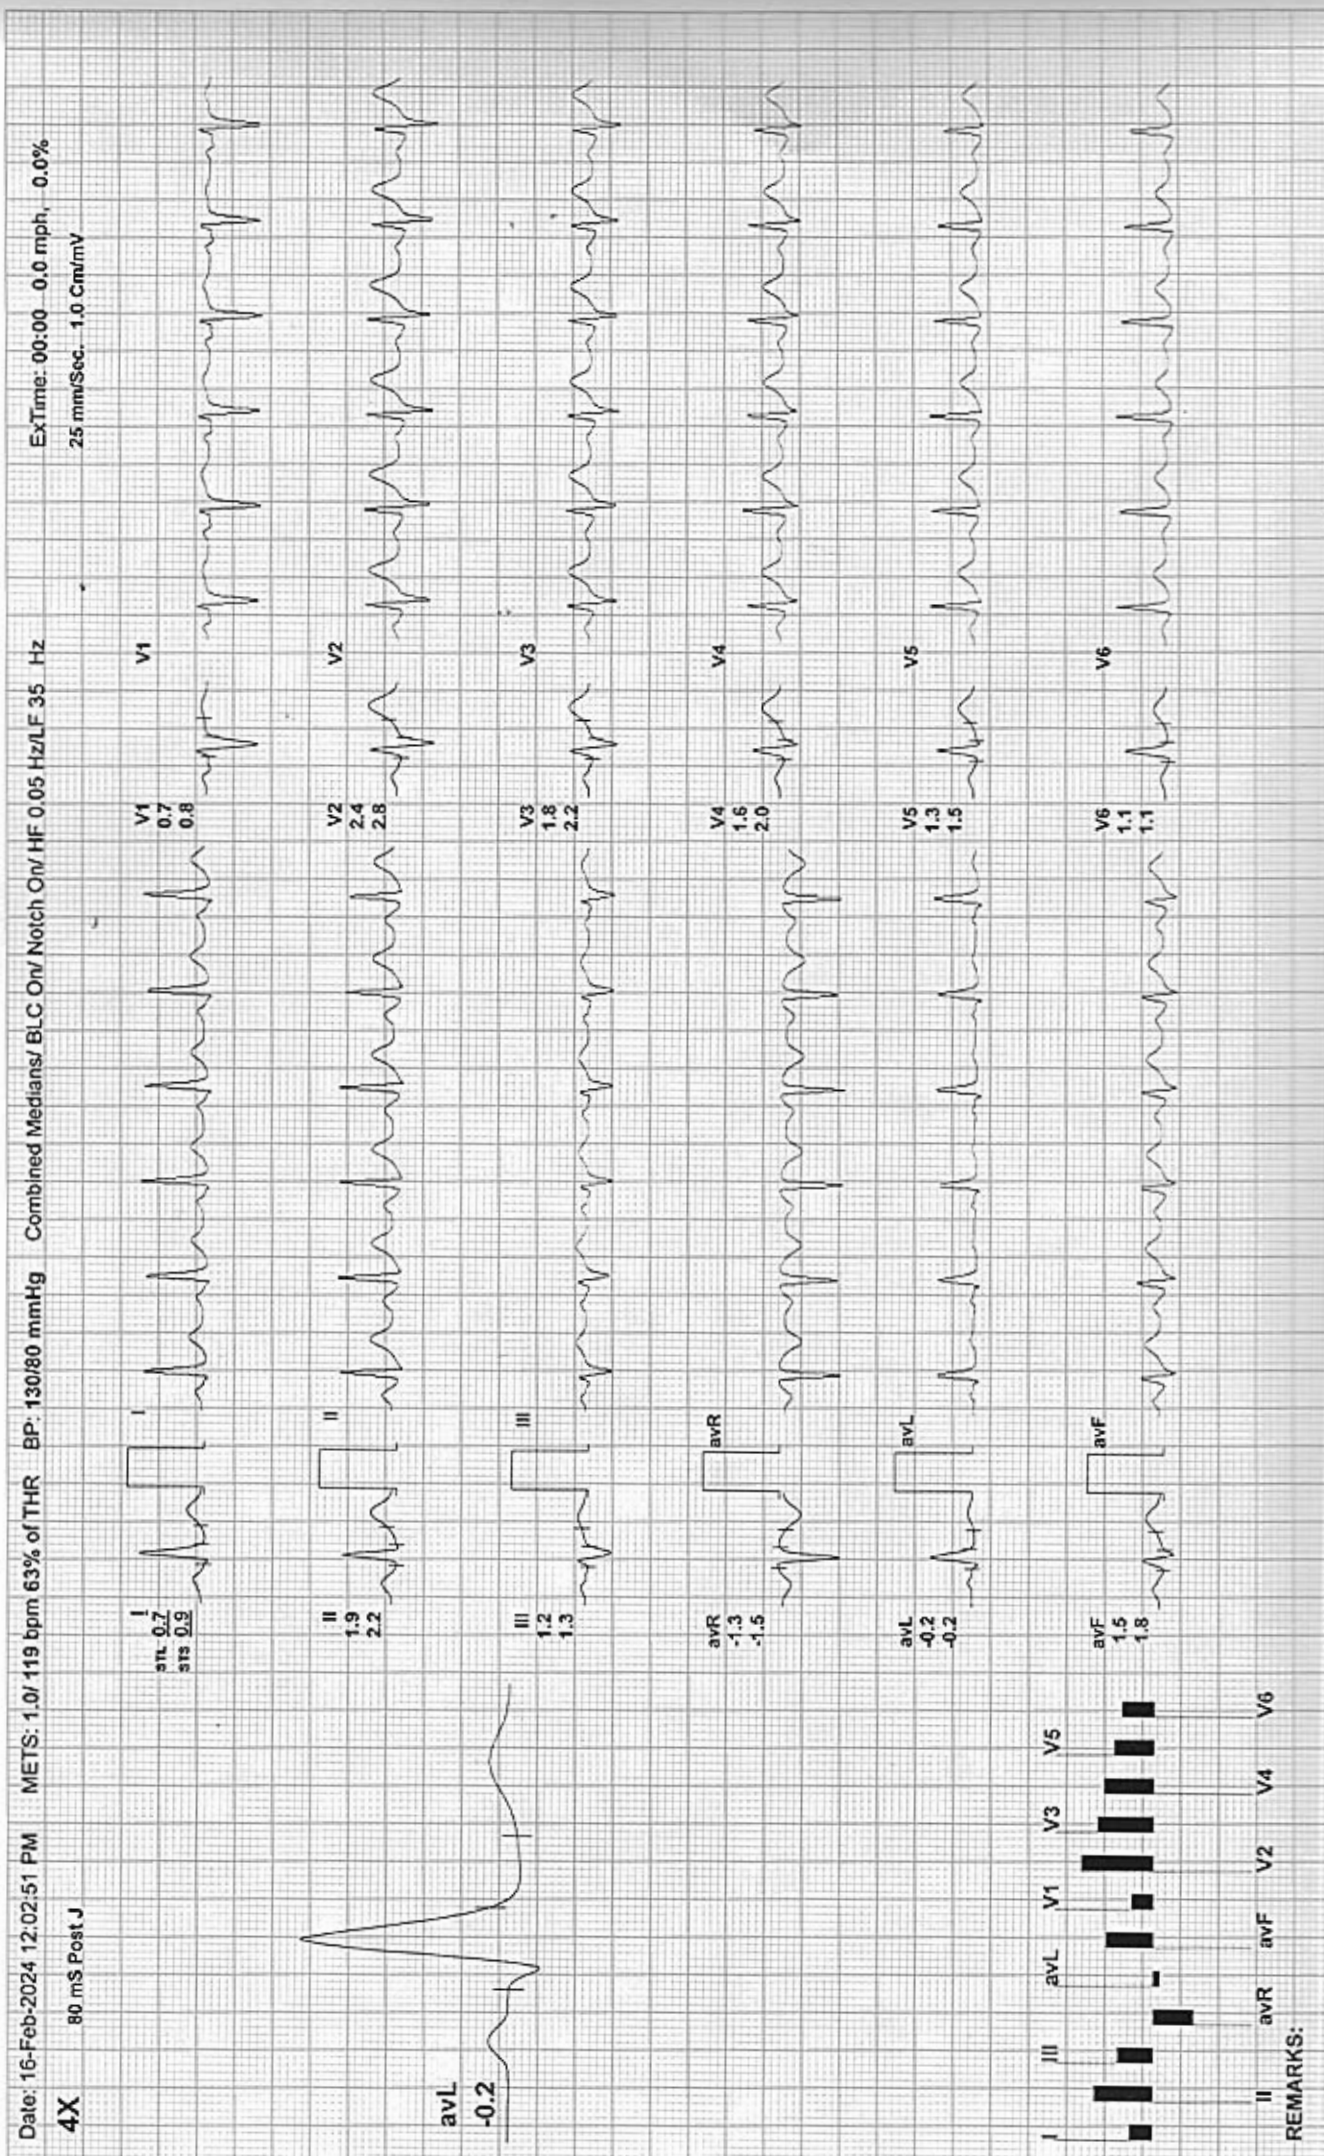 Date: 16-Feb-2024 12:02:51 PM METS: 1.0/ 119 bpm 63% of THR BP: 130/80 mmHg Combined Medians/ BLC On/ Notch On/ HF 0.05 Hz/LF 35 Hz ExTime: 00:00 0.0 mph, 0.0%
4X 80 mS Post J 25 mm/Sec. 1.0 Cm/mV
avL
-0.2
I
STL 0.7
STS 0.9
I
V1
0.7
0.8
V1
II
1.9
2.2
II
V2
2.4
2.8
V2
III
1.2
1.3
III
V3
1.8
2.2
V3
avR
-1.3
-1.5
avR
V4
1.6
2.0
V4
avL
-0.2
-0.2
avL
V5
1.3
1.5
V5
avF
1.5
1.8
avF
V6
1.1
1.1
V6
I III avL V1 V3 V5
II avR avF V2 V4 V6
REMARKS: